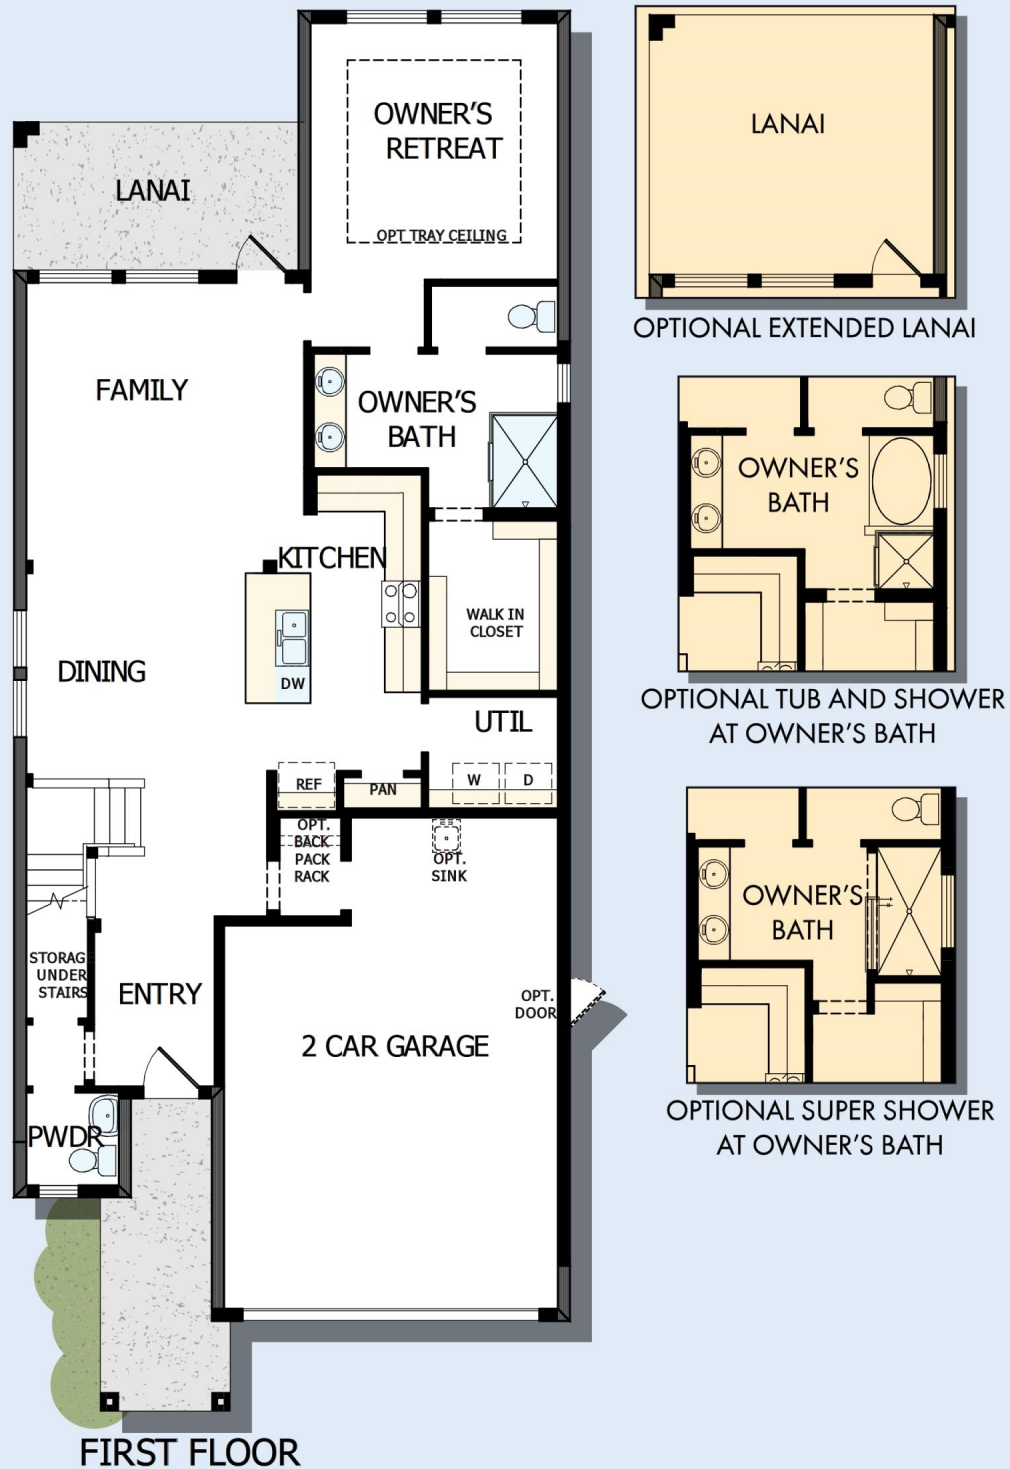 OWNER'S
RETREAT
OPT TRAY CEILING
LANAI
FAMILY
OWNER'S
BATH
KITCHEN
WALK IN
CLOSET
DINING
DW
UTIL
REF
PAN
W
D
OPT.
BACK
PACK
RACK
OPT.
SINK
STORAG
UNDER
STAIRS
ENTRY
OPT.
DOOR
2 CAR GARAGE
PWDR
FIRST FLOOR
LANAI
OPTIONAL EXTENDED LANAI
OWNER'S
BATH
OPTIONAL TUB AND SHOWER
AT OWNER'S BATH
OWNER'S
BATH
OPTIONAL SUPER SHOWER
AT OWNER'S BATH